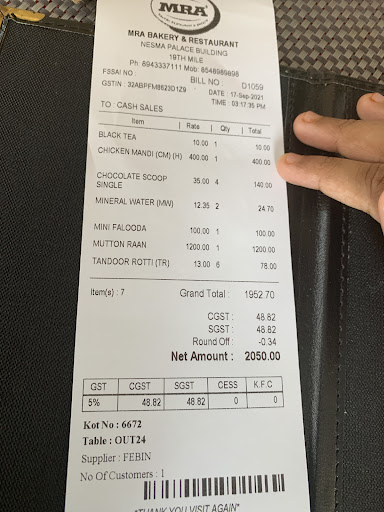 MRA
MRA BAKERY & RESTAURANT
NESMA PALACE BUILDING
19TH MILE
Ph: 8943337111 Mob: 8546989898
FSSAI NO :
BILL NO : D1059
GSTIN : 32ABPFM8623D1Z9
DATE : 17-Sep-2021
TIME : 03:17:35 PM
TO : CASH SALES
Item | Rate | Qty | Total
BLACK TEA 10.00 1 10.00
CHICKEN MANDI (CM) (H) 400.00 1 400.00
CHOCOLATE SCOOP SINGLE 35.00 4 140.00
MINERAL WATER (MW) 12.35 2 24.70
MINI FALOODA 100.00 1 100.00
MUTTON RAAN 1200.00 1 1200.00
TANDOOR ROTTI (TR) 13.00 6 78.00
Item(s) : 7 Grand Total : 1952.70
CGST : 48.82
SGST : 48.82
Round Off : -0.34
Net Amount : 2050.00
GST CGST SGST CESS K.F.C
5% 48.82 48.82 0 0
Kot No : 6672
Table : OUT24
Supplier : FEBIN
No Of Customers : 1
"THANK YOU VISIT AGAIN"